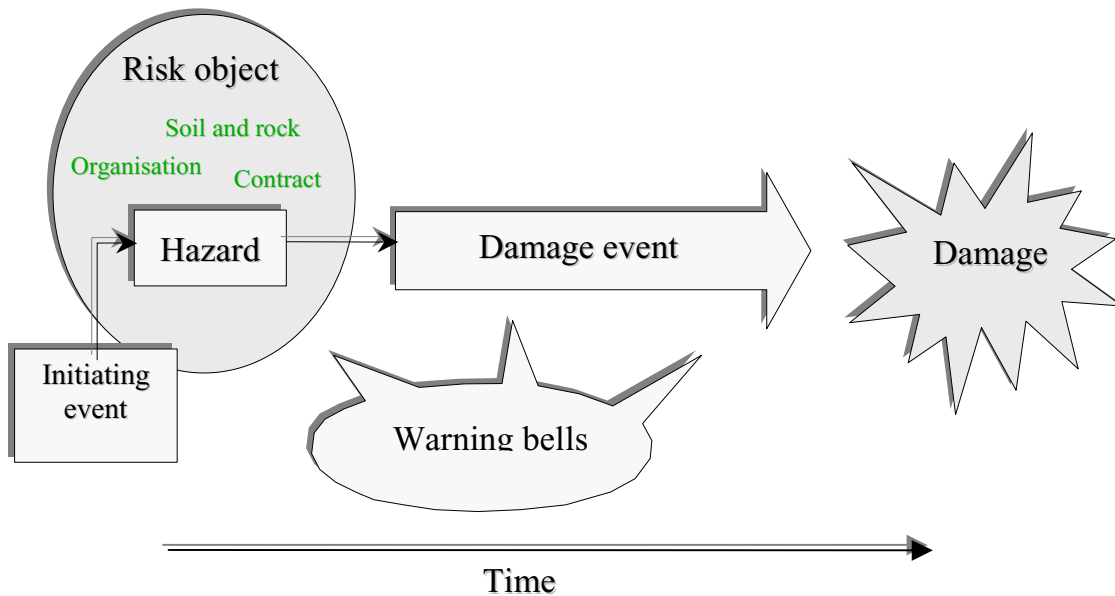 Risk object
Soil and rock
Organisation
Contract
Hazard
Damage event
Damage
Initiating
event
Warning bells
Time